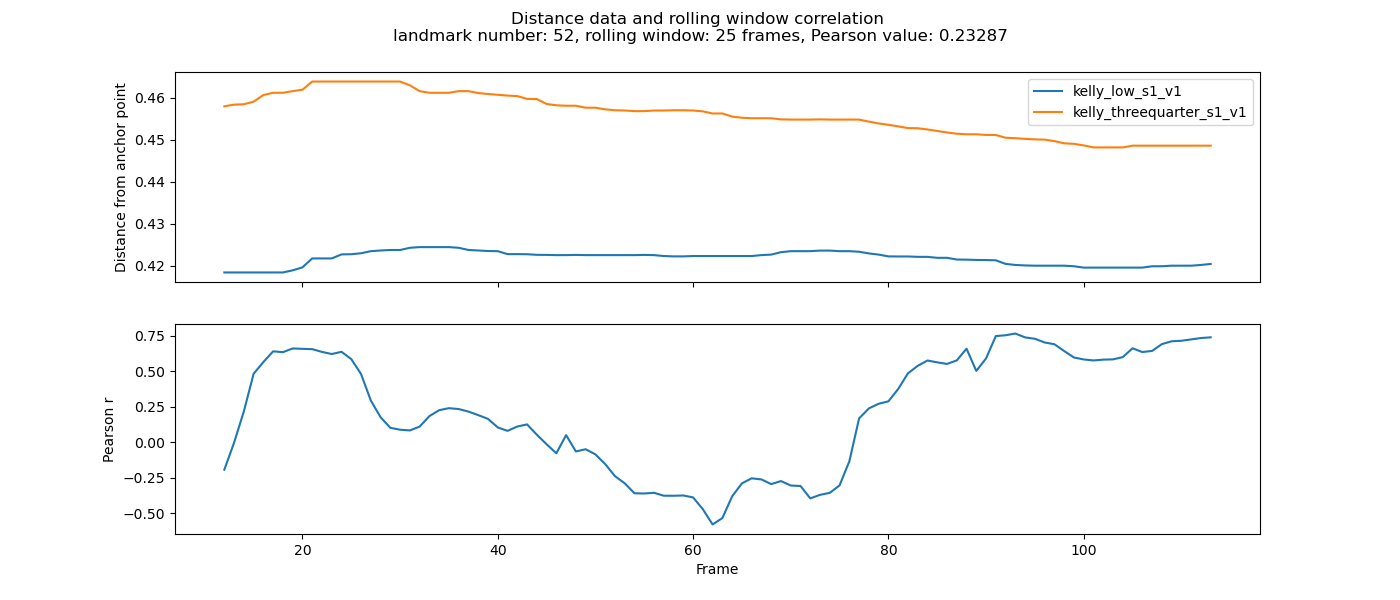 Distance data and rolling window correlation
landmark number: 52, rolling window: 25 frames, Pearson value: 0.23287
Distance from anchor point
0.46
0.45
0.44
0.43
0.42
kelly_low_s1_v1
kelly_threequarter_s1_v1
Pearson r
0.75
0.50
0.25
0.00
−0.25
−0.50
20 40 60 80 100
Frame